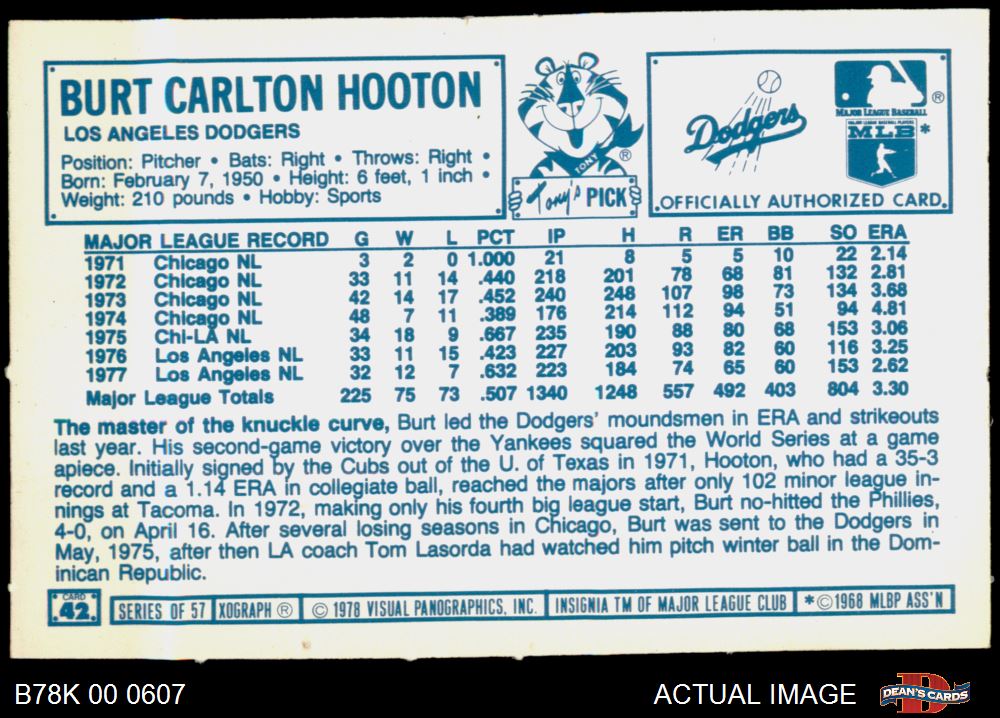 BURT CARLTON HOOTON
LOS ANGELES DODGERS
Position: Pitcher • Bats: Right • Throws: Right •
Born: February 7, 1950 • Height: 6 feet, 1 inch •
Weight: 210 pounds • Hobby: Sports
TONY ®
Tony's PICK
Dodgers
®
MAJOR LEAGUE BASEBALL
MAJOR LEAGUE BASEBALL PLAYERS
MLB *
OFFICIALLY AUTHORIZED CARD
MAJOR LEAGUE RECORD G W L PCT IP H R ER BB SO ERA
1971 Chicago NL 3 2 0 1.000 21 8 5 5 10 22 2.14
1972 Chicago NL 33 11 14 .440 218 201 78 68 81 132 2.81
1973 Chicago NL 42 14 17 .452 240 248 107 98 73 134 3.68
1974 Chicago NL 48 7 11 .389 176 214 112 94 51 94 4.81
1975 Chi-LA NL 34 18 9 .667 235 190 88 80 68 153 3.06
1976 Los Angeles NL 33 11 15 .423 227 203 93 82 60 116 3.25
1977 Los Angeles NL 32 12 7 .632 223 184 74 65 60 153 2.62
Major League Totals 225 75 73 .507 1340 1248 557 492 403 804 3.30
The master of the knuckle curve, Burt led the Dodgers' moundsmen in ERA and strikeouts
last year. His second-game victory over the Yankees squared the World Series at a game
apiece. Initially signed by the Cubs out of the U. of Texas in 1971, Hooton, who had a 35-3
record and a 1.14 ERA in collegiate ball, reached the majors after only 102 minor league in-
nings at Tacoma. In 1972, making only his fourth big league start, Burt no-hitted the Phillies,
4-0, on April 16. After several losing seasons in Chicago, Burt was sent to the Dodgers in
May, 1975, after then LA coach Tom Lasorda had watched him pitch winter ball in the Dom-
inican Republic.
CARD
42
SERIES OF 57 XOGRAPH ® © 1978 VISUAL PANOGRAPHICS, INC. INSIGNIA TM OF MAJOR LEAGUE CLUB *©1968 MLBP ASS'N
B78K 00 0607 ACTUAL IMAGE DEAN'S CARDS